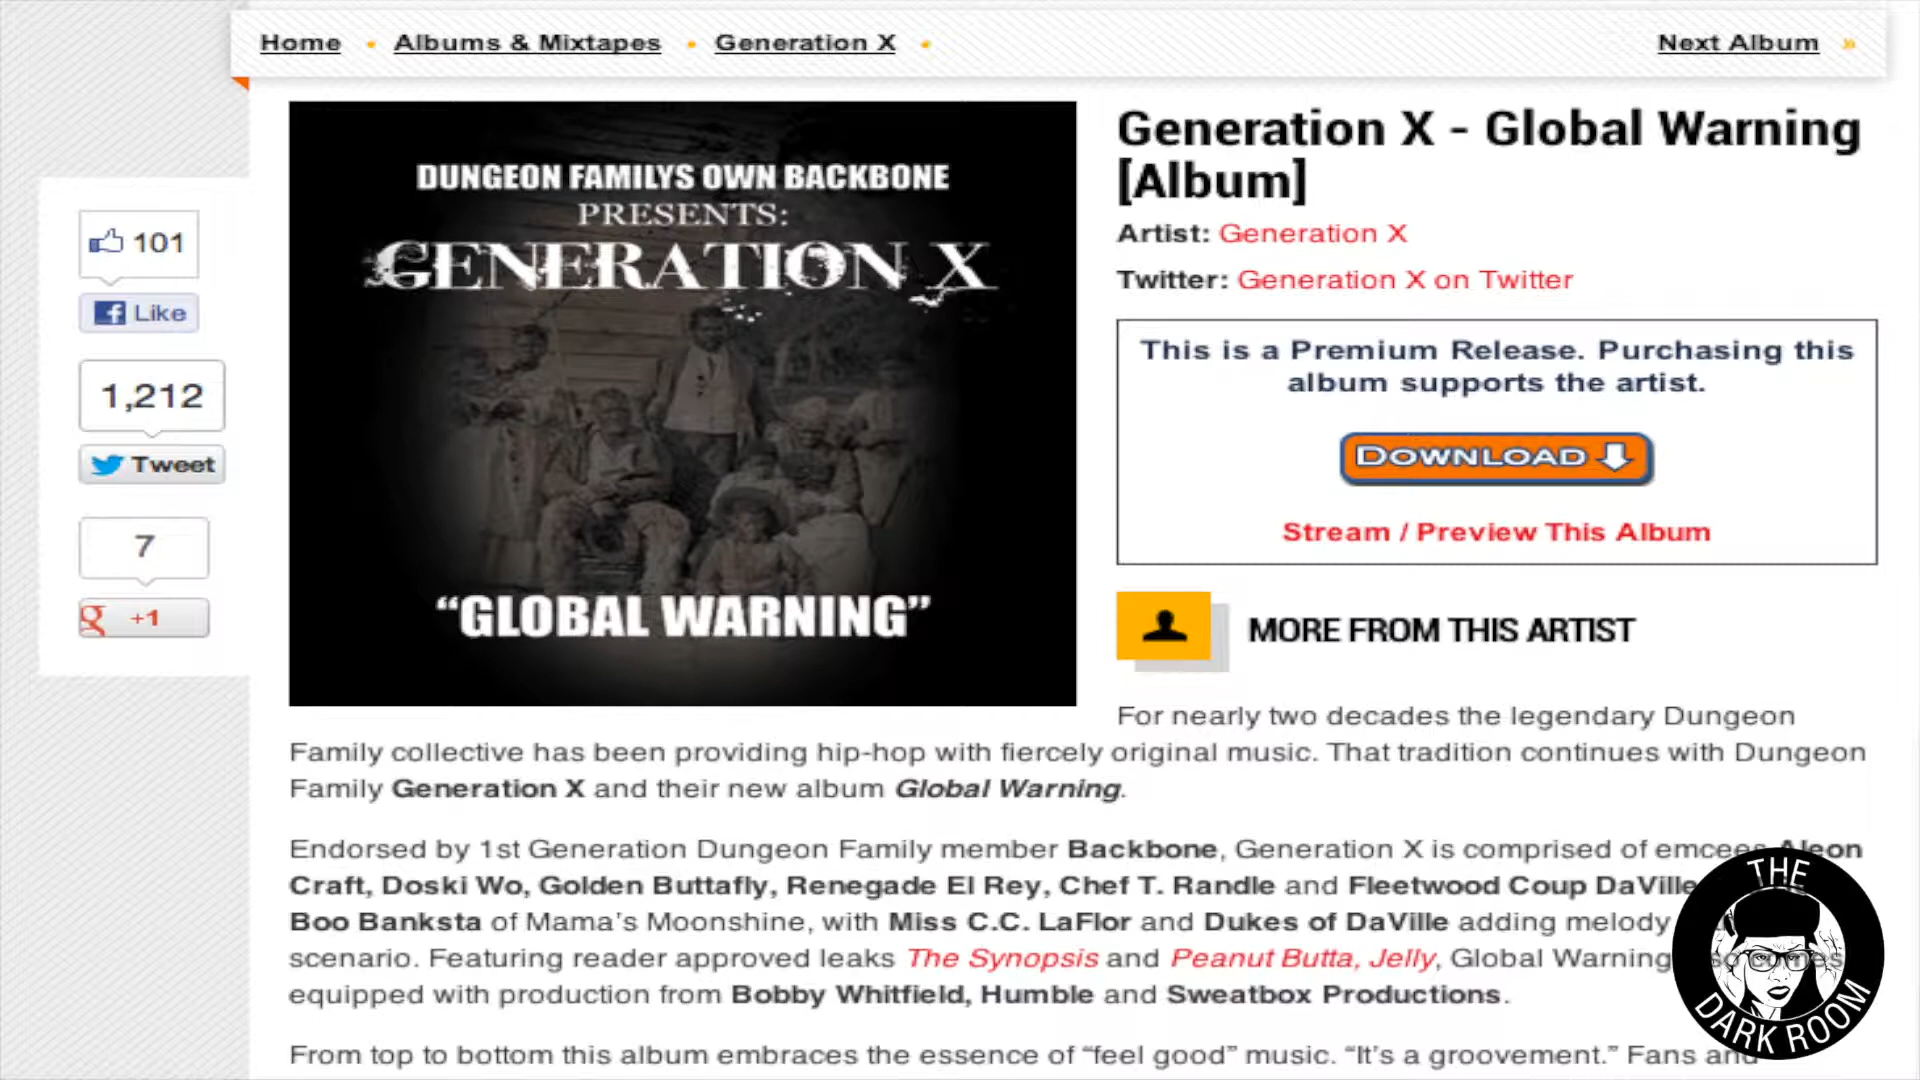 Home • Albums & Mixtapes • Generation X •
Next Album »
101
Like
1,212
Tweet
7
+1
DUNGEON FAMILYS OWN BACKBONE
PRESENTS:
GENERATION X
“GLOBAL WARNING”
Generation X - Global Warning
[Album]
Artist: Generation X
Twitter: Generation X on Twitter
This is a Premium Release. Purchasing this
album supports the artist.
DOWNLOAD
Stream / Preview This Album
MORE FROM THIS ARTIST
For nearly two decades the legendary Dungeon
Family collective has been providing hip-hop with fiercely original music. That tradition continues with Dungeon
Family Generation X and their new album Global Warning.
Endorsed by 1st Generation Dungeon Family member Backbone, Generation X is comprised of emcees Aleon
Craft, Doski Wo, Golden Buttafly, Renegade El Rey, Chef T. Randle and Fleetwood Coup DaVille
Boo Banksta of Mama’s Moonshine, with Miss C.C. LaFlor and Dukes of DaVille adding melody
scenario. Featuring reader approved leaks The Synopsis and Peanut Butta, Jelly, Global Warning
equipped with production from Bobby Whitfield, Humble and Sweatbox Productions.
From top to bottom this album embraces the essence of “feel good” music. “It’s a groovement.” Fans and
THE
DARK ROOM